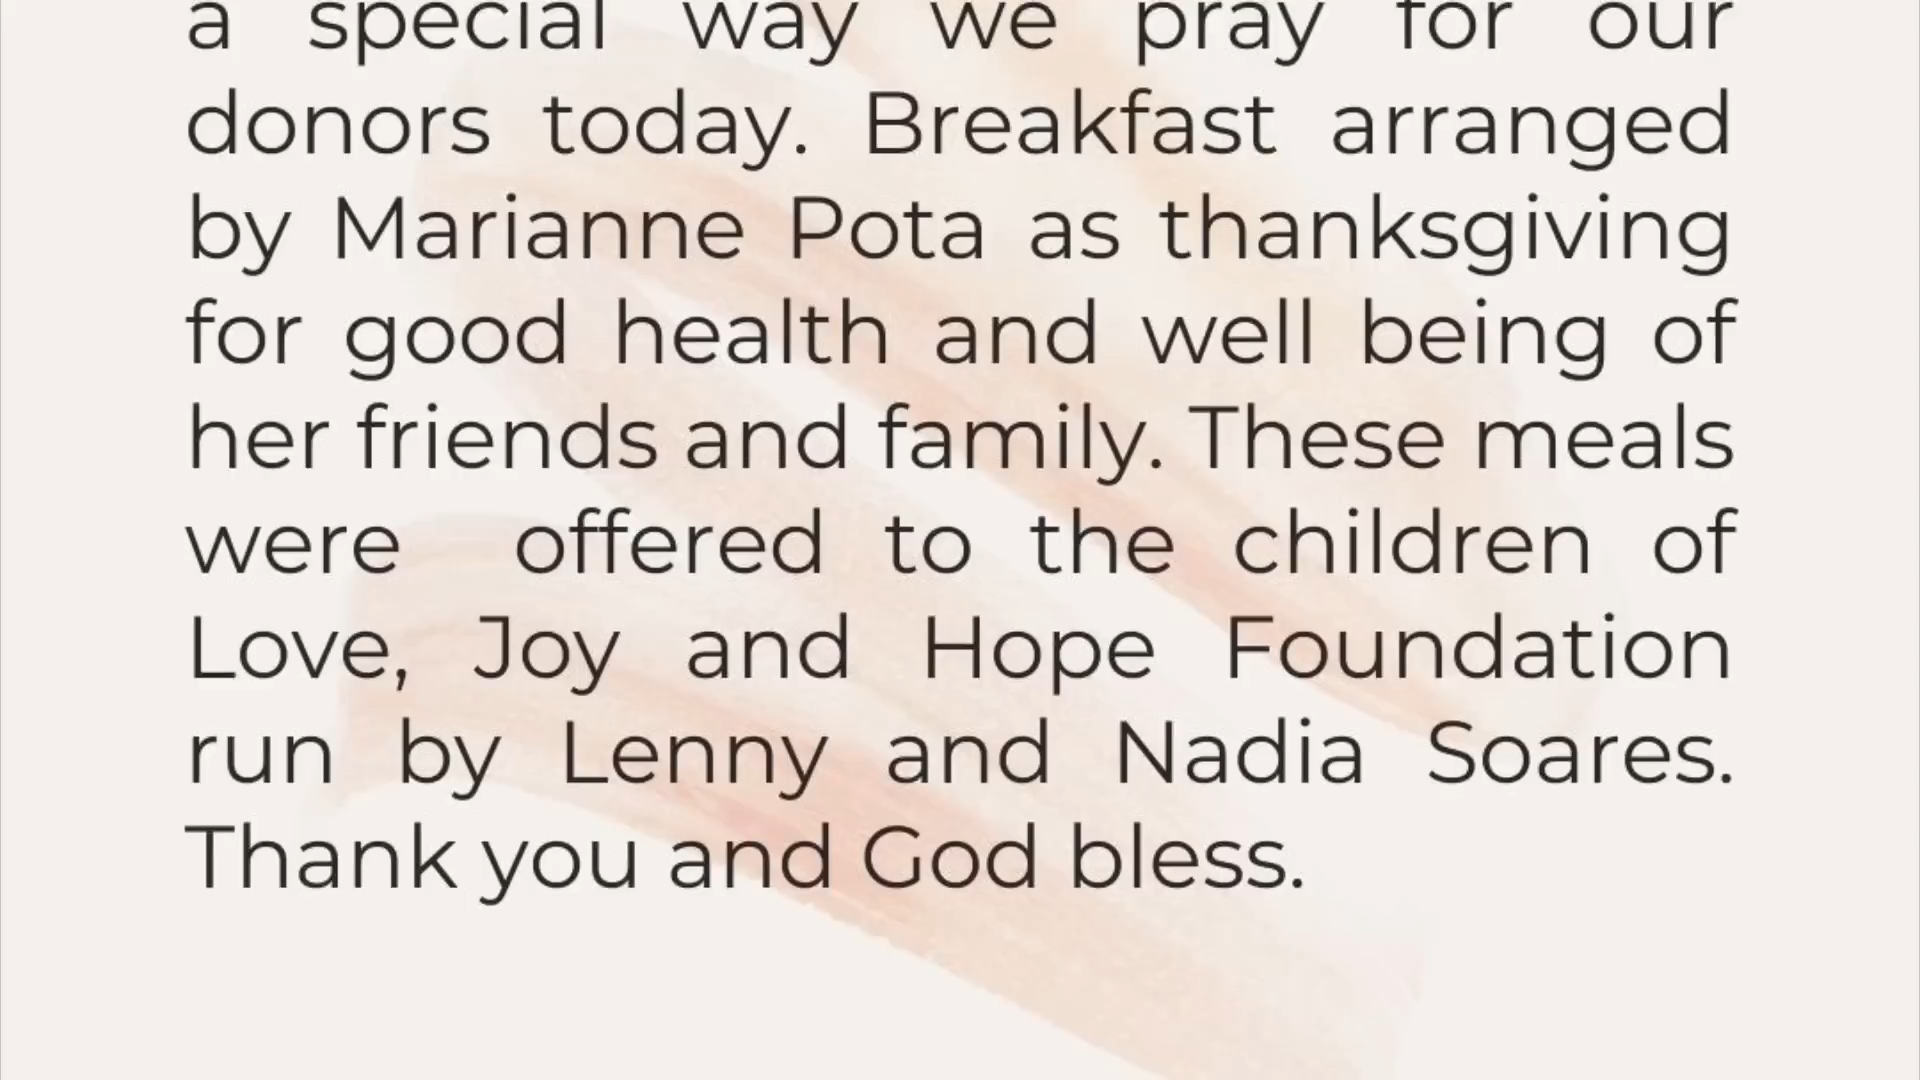 a special way we pray for our
donors today. Breakfast arranged
by Marianne Pota as thanksgiving
for good health and well being of
her friends and family. These meals
were offered to the children of
Love, Joy and Hope Foundation
run by Lenny and Nadia Soares.
Thank you and God bless.